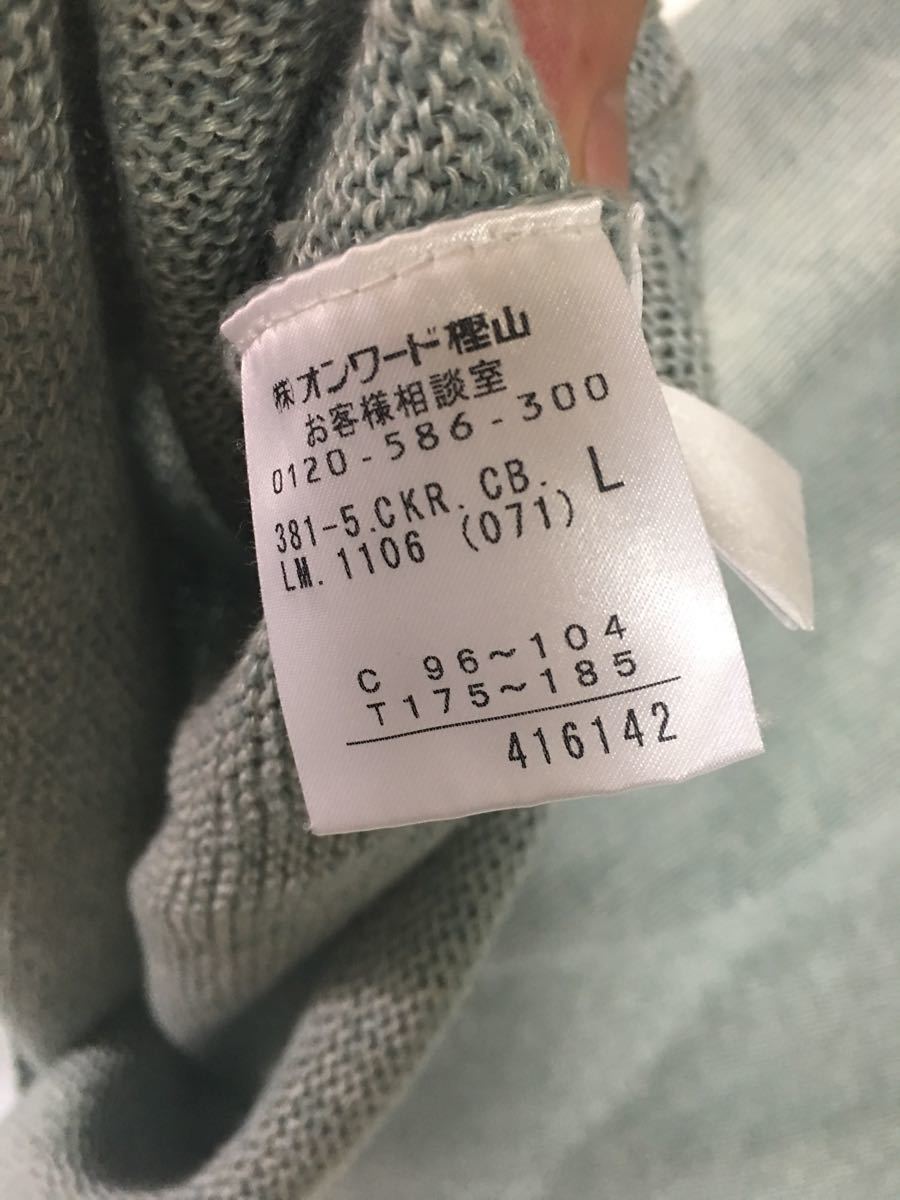 ㈱オンワード樫山
お客様相談室
0120-586-300
381-5.CKR.CB. L
LM.1106 (071)
C 96~104
T175~185
416142